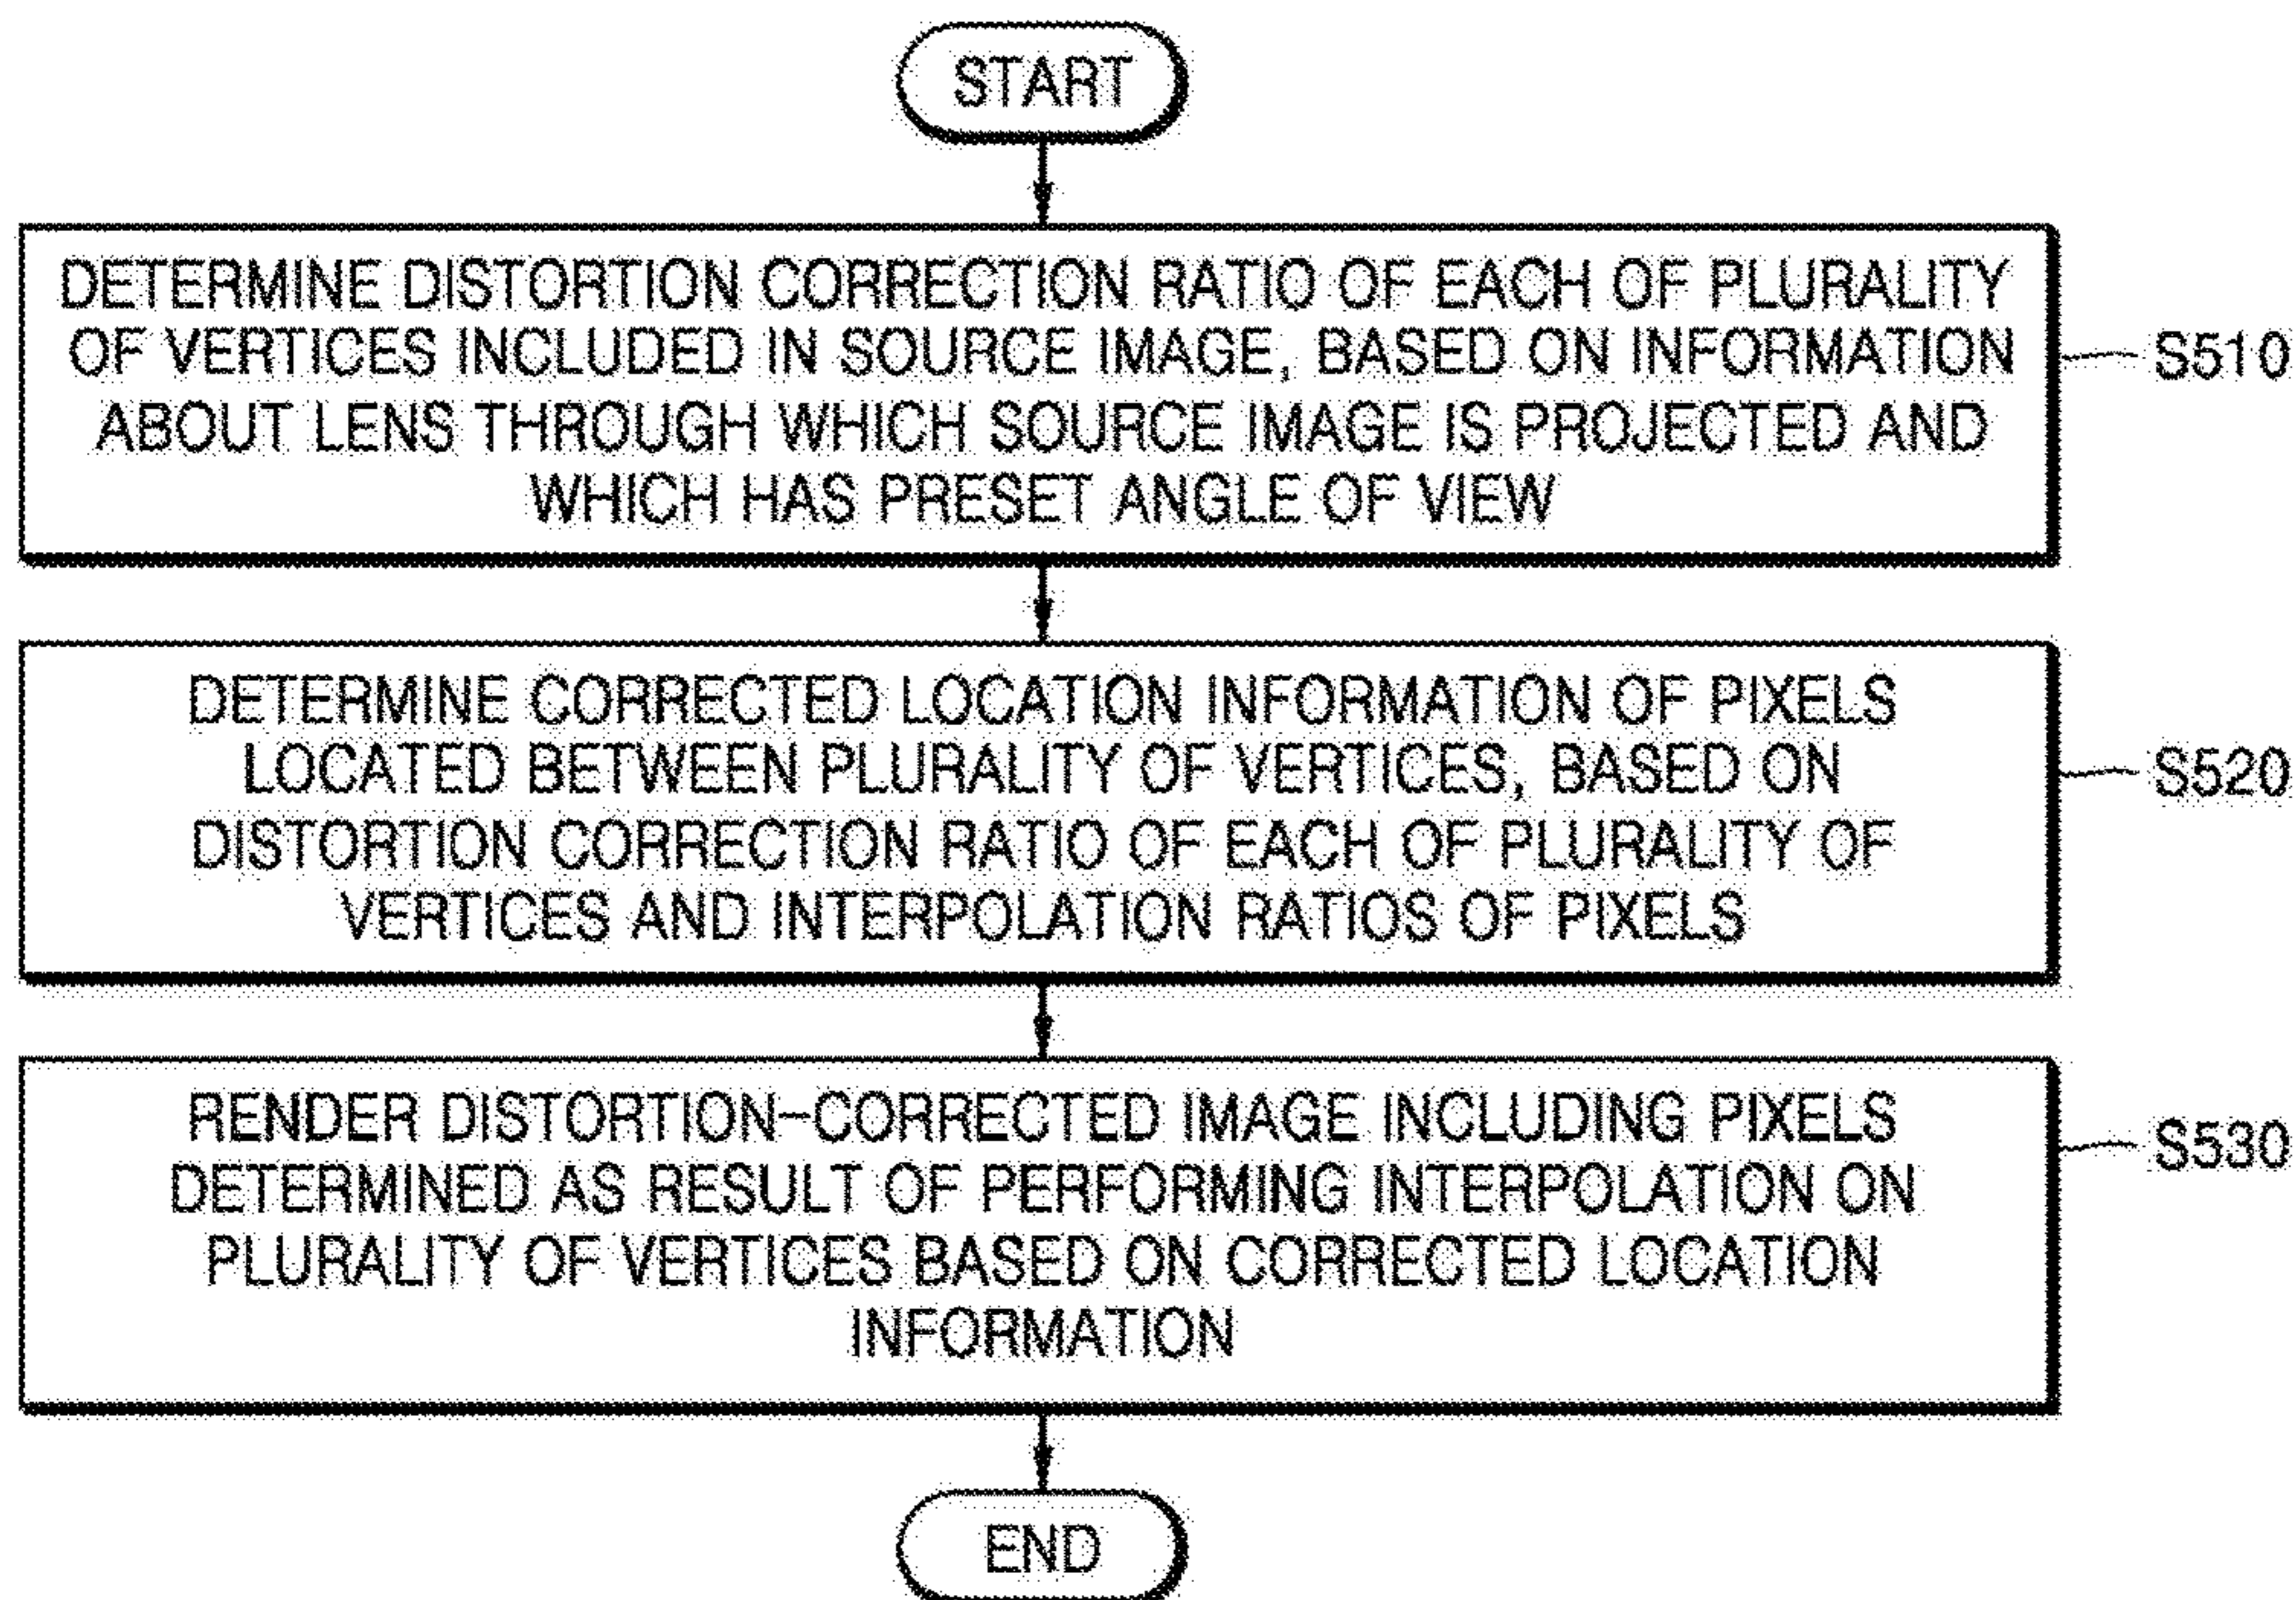 START
DETERMINE DISTORTION CORRECTION RATIO OF EACH OF PLURALITY
OF VERTICES INCLUDED IN SOURCE IMAGE, BASED ON INFORMATION
ABOUT LENS THROUGH WHICH SOURCE IMAGE IS PROJECTED AND
WHICH HAS PRESET ANGLE OF VIEW
S510
DETERMINE CORRECTED LOCATION INFORMATION OF PIXELS
LOCATED BETWEEN PLURALITY OF VERTICES, BASED ON
DISTORTION CORRECTION RATIO OF EACH OF PLURALITY OF
VERTICES AND INTERPOLATION RATIOS OF PIXELS
S520
RENDER DISTORTION-CORRECTED IMAGE INCLUDING PIXELS
DETERMINED AS RESULT OF PERFORMING INTERPOLATION ON
PLURALITY OF VERTICES BASED ON CORRECTED LOCATION
INFORMATION
S530
END